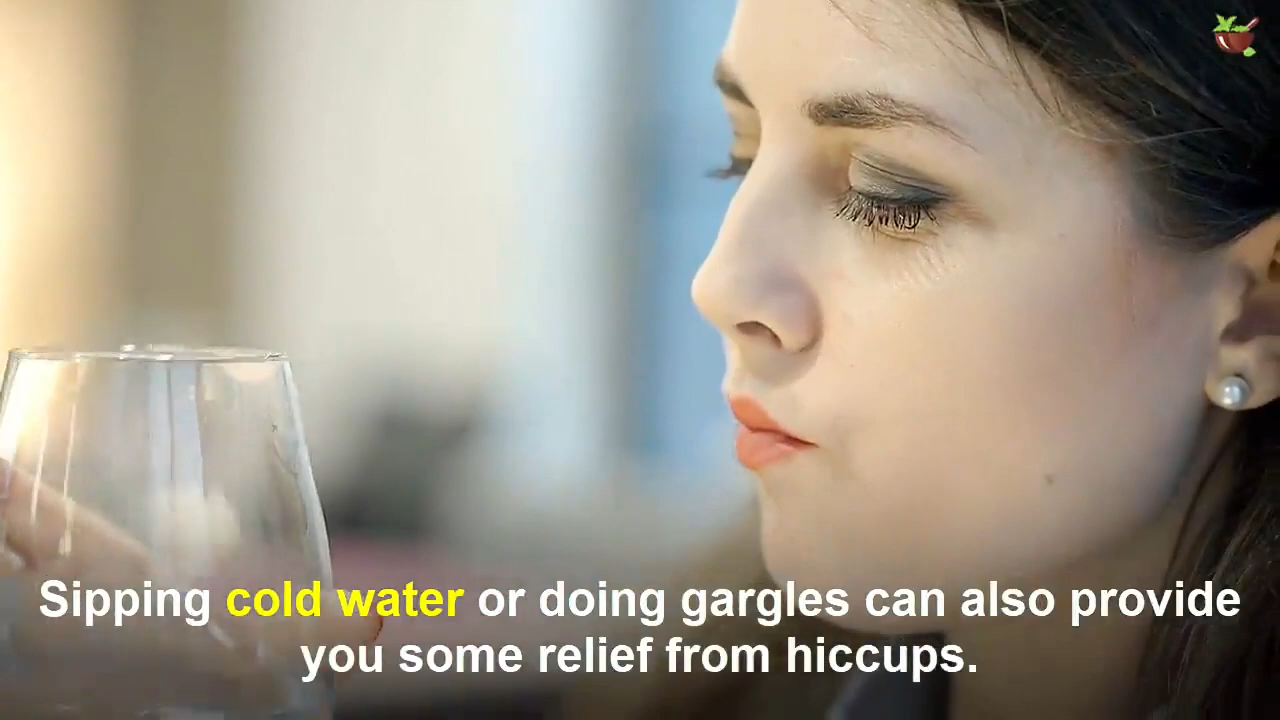 Sipping cold water or doing gargles can also provide
you some relief from hiccups.